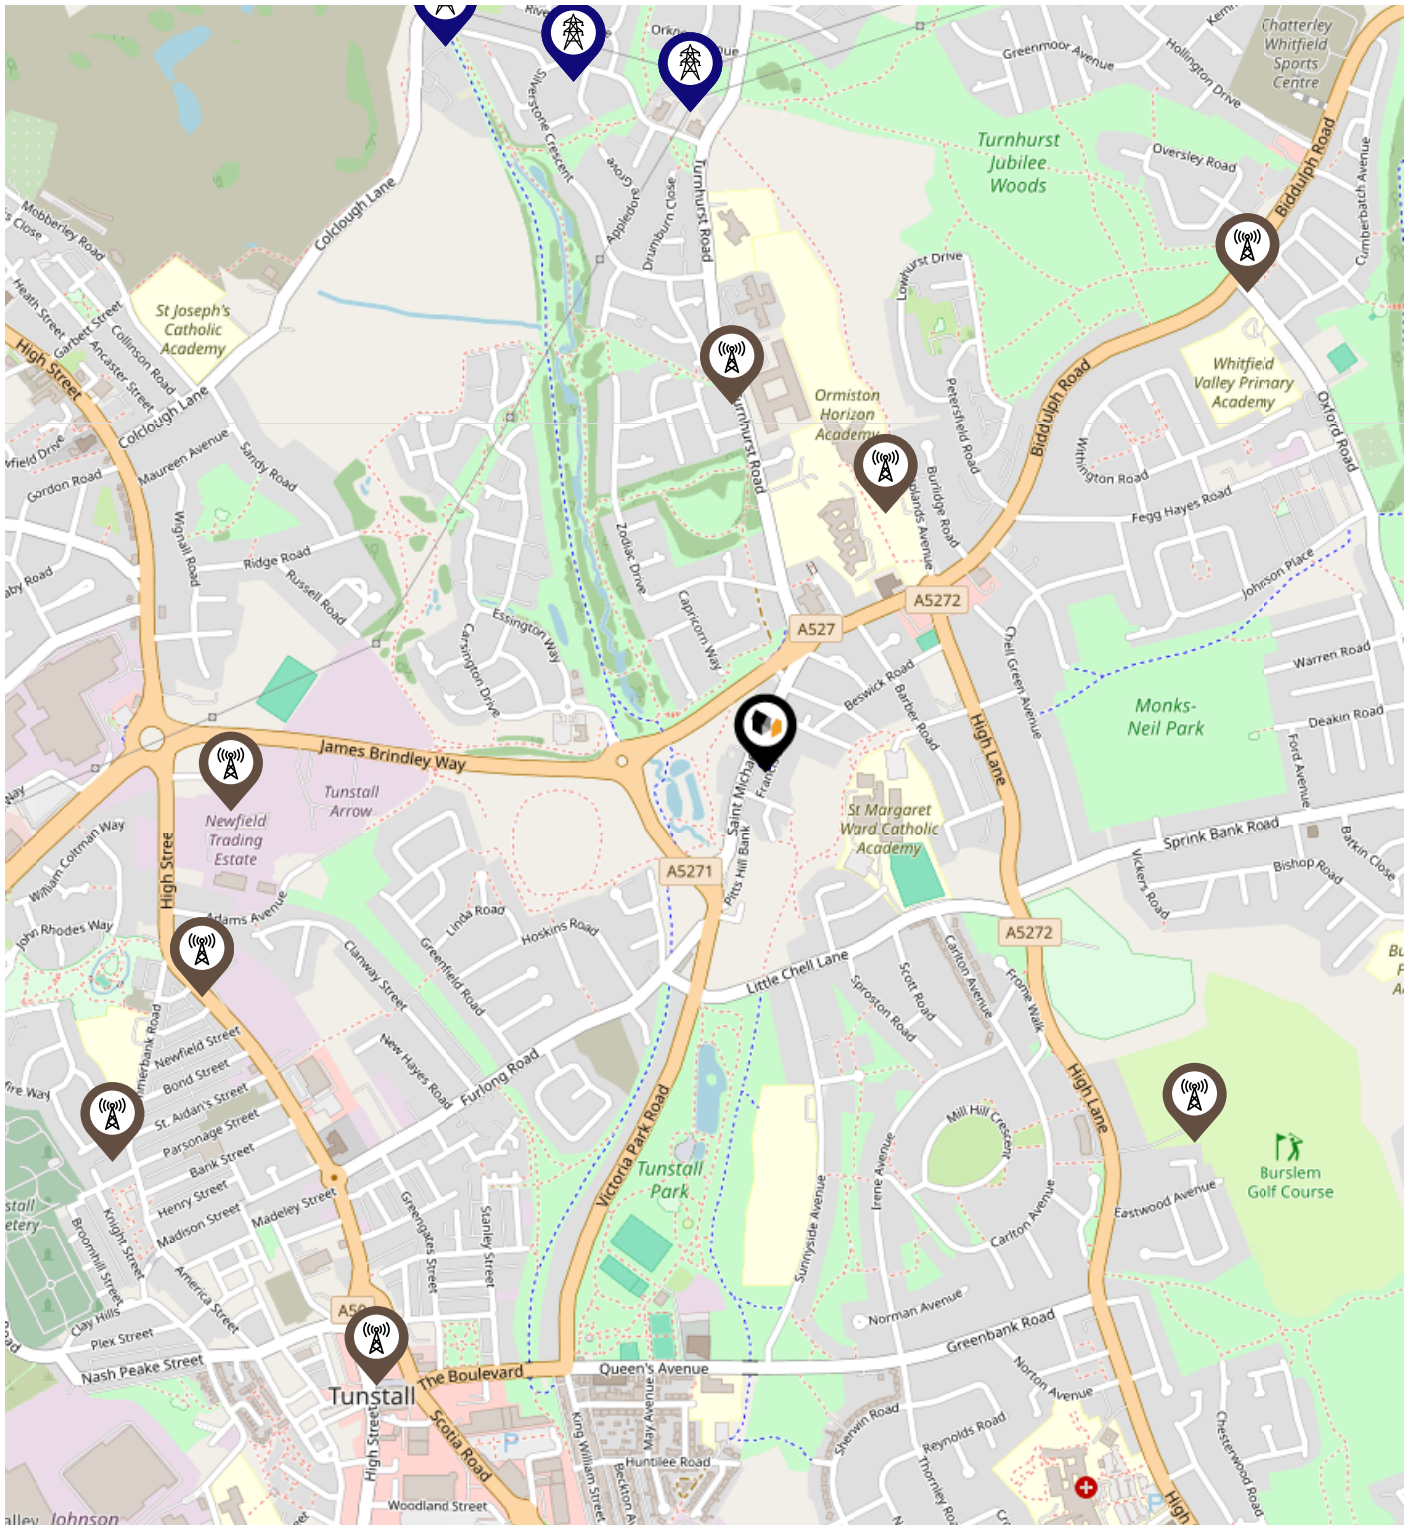 Orkney
Avenue
Greenmoor Avenue
Hollington Drive
Chatterley
Whitfield
Sports
Centre
Silverstone Crescent
Turnhurst
Jubilee
Woods
Oversley Road
Biddulph Road
Cumberbatch Avenue
Colclough Lane
Appledore Grove
Drumburn Close
Turnhurst Road
Mobberley Road
Close
Heath Street
Garbett Street
Collinson Road
Ancaster Street
St Joseph's
Catholic
Academy
Lowhurst Drive
High Street
Colclough Lane
Ormiston
Horizon
Academy
Petersfield Road
Biddulph Road
Whitfield
Valley Primary
Academy
Oxford Road
Maureen Avenue
Sandy Road
Gordon Road
Wignall Road
Ridge Road
Russell Road
Turnhurst Road
Burlidge Road
Withington Road
Fegg Hayes Road
Johnson Place
Zodiac Drive
Capricorn Way
Essington Way
Carsington Drive
A5272
A527
Chell Green Avenue
Beswick Road
Barber Road
Warren Road
Deakin Road
Ford Avenue
Monks-
Neil Park
High Lane
James Brindley Way
Tunstall
Arrow
Newfield
Trading
Estate
Pitts Hill Bank
St Margaret
Ward Catholic
Academy
Sprink Bank Road
Vickers Road
Bishop Road
Barkin Close
William Coltman Way
High Stree
A5271
Adams Avenue
John Rhodes Way
Linda Road
Hoskins Road
Greenfield Road
Clanway Street
Little Chell Lane
A5272
Carlton Avenue
Scott Road
Sproston Road
Frome Walk
Newfield Street
Bond Street
St. Aidan's Street
Parsonage Street
Bank Street
Henry Street
Madison Street
Madeley Street
New Hayes Road
Furlong Road
Victoria Park Road
Tunstall
Park
Mill Hill Crescent
High Lane
Irene Avenue
Carlton Avenue
Sunnyside Avenue
Eastwood Avenue
Burslem
Golf Course
Knight Street
Broomhill Street
America Street
Greengates Street
Stanley Street
Clay Hills
Plex Street
Nash Peake Street
A50
Norman Avenue
Greenbank Road
Norton Avenue
Tunstall
The Boulevard
Queen's Avenue
High Street
Scotia Road
King William Street
May Avenue
Huntilee Road
Sherwin Road
Reynolds Road
Chesterwood Road
Woodland Street
P
P
High
Johnson